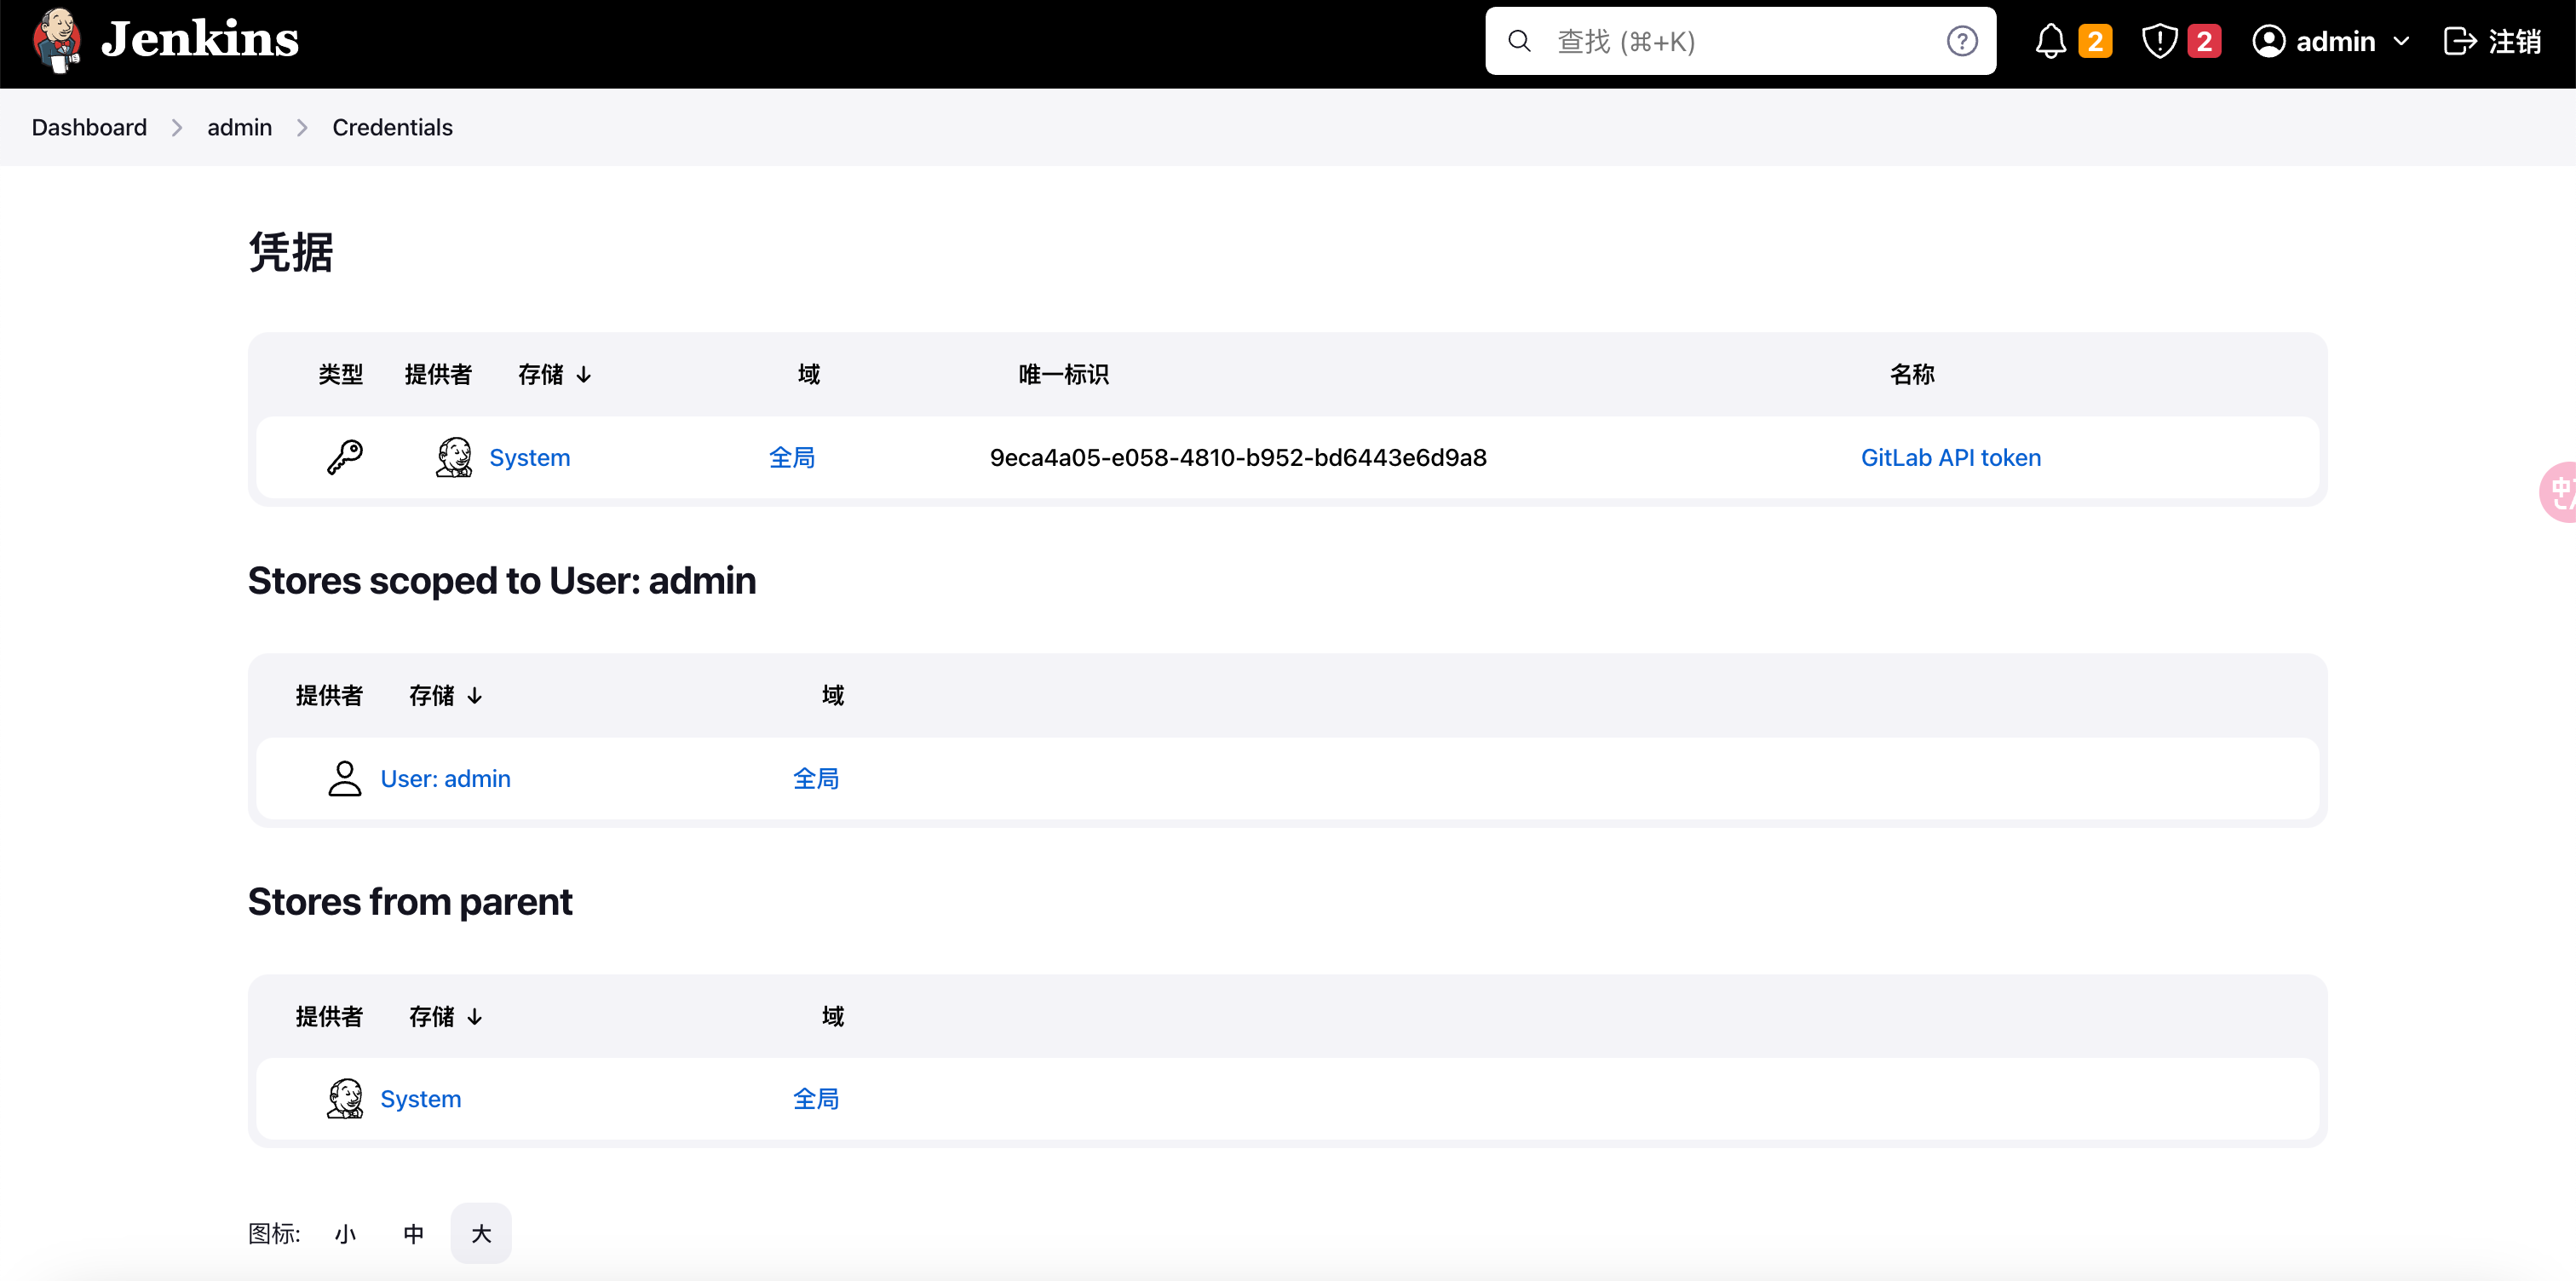 Jenkins
查找 (⌘+K)
2
2
admin
注销
Dashboard
admin
Credentials
凭据
类型 提供者 存储 ↓ 域 唯一标识 名称
System 全局 9eca4a05-e058-4810-b952-bd6443e6d9a8 GitLab API token
Stores scoped to User: admin
提供者 存储 ↓ 域
User: admin 全局
Stores from parent
提供者 存储 ↓ 域
System 全局
图标: 小 中 大